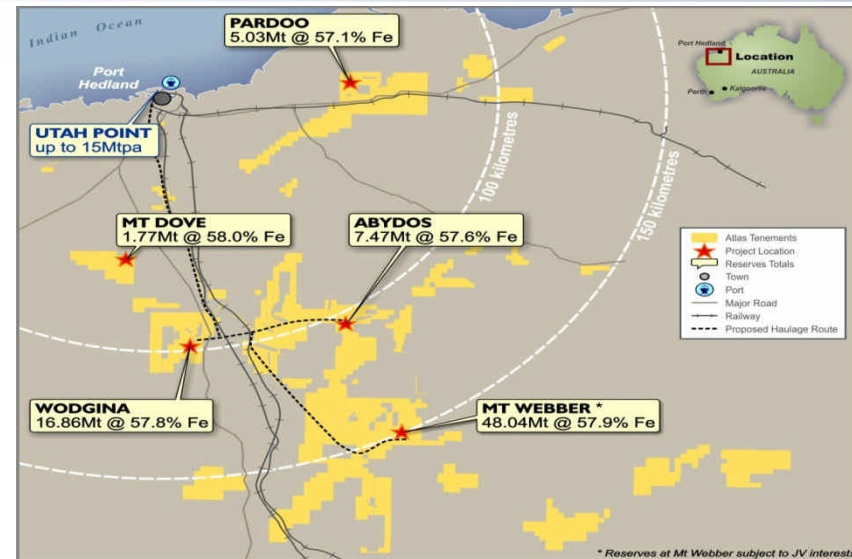 Indian Ocean
PARDOO
5.03Mt @ 57.1% Fe
Port Hedland
Location
AUSTRALIA
Perth
Kalgoorlie
Port
Hedland
UTAH POINT
up to 15Mtpa
100 kilometres
150 kilometres
MT DOVE
1.77Mt @ 58.0% Fe
ABYDOS
7.47Mt @ 57.6% Fe
Atlas Tenements
Project Location
Reserves Totals
Town
Port
Major Road
Railway
Proposed Haulage Route
WODGINA
16.86Mt @ 57.8% Fe
MT WEBBER *
48.04Mt @ 57.9% Fe
* Reserves at Mt Webber subject to JV interests